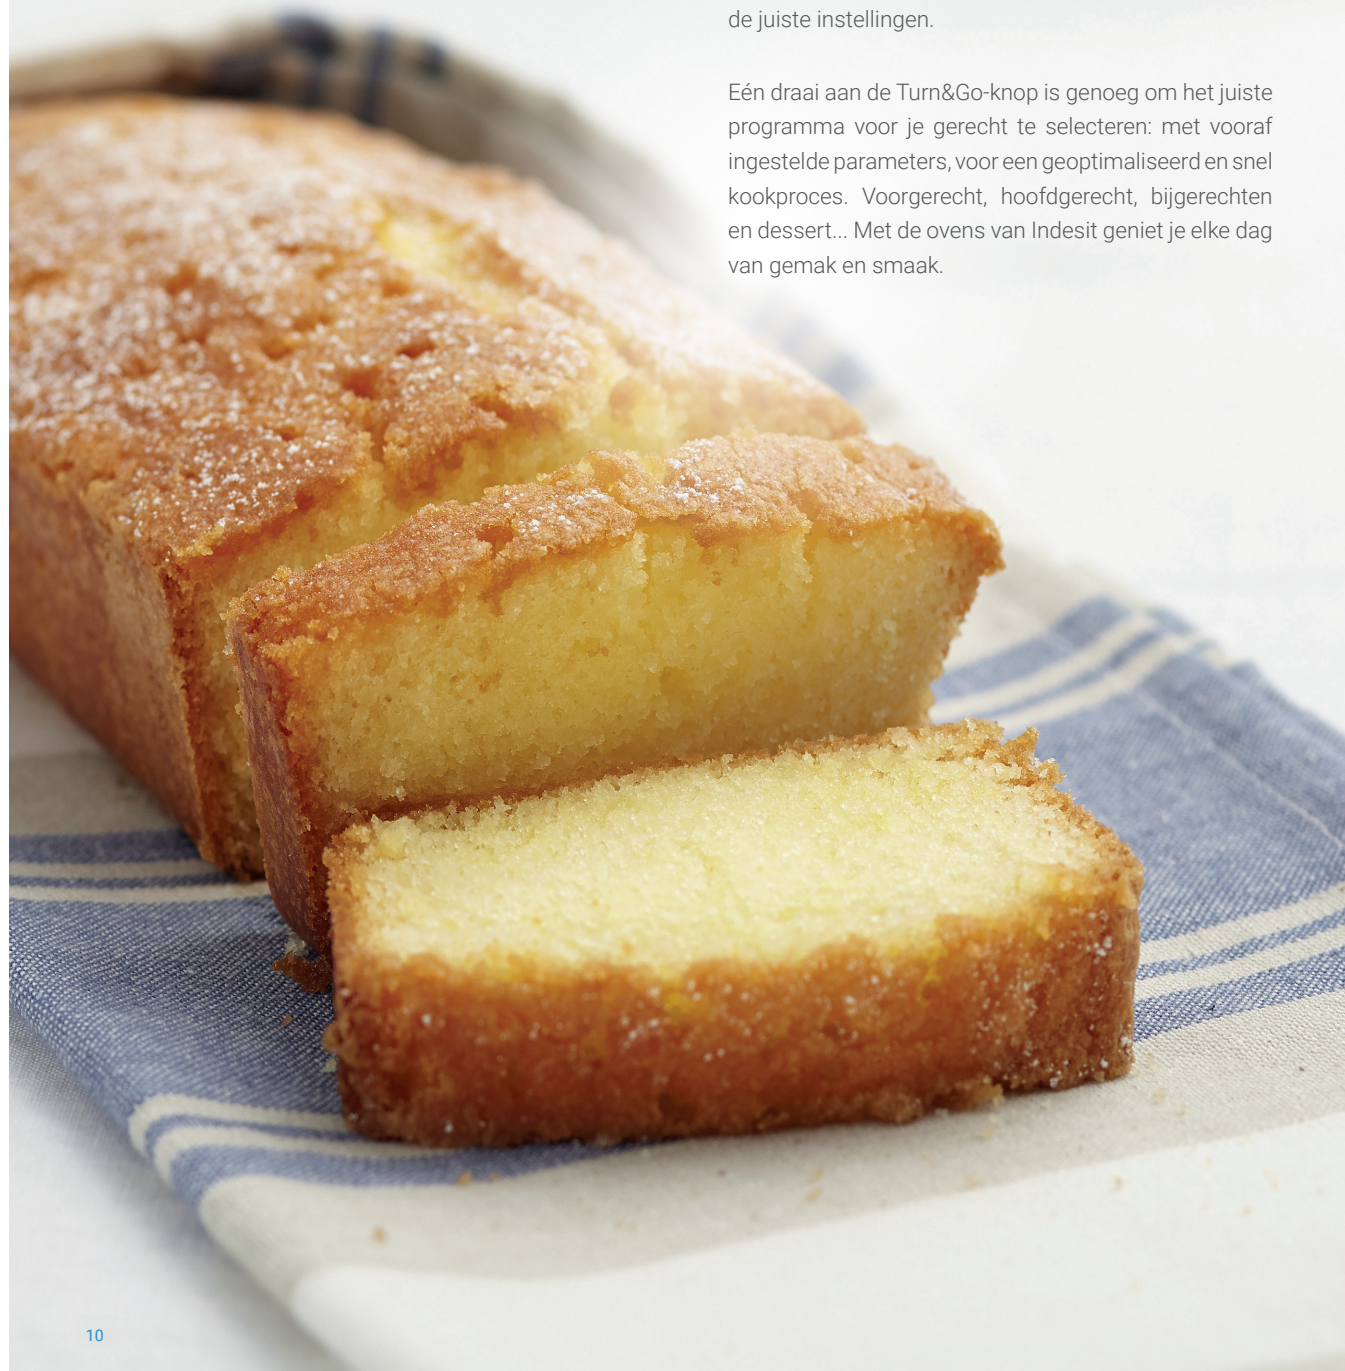 de juiste instellingen.
Eén draai aan de Turn&Go-knop is genoeg om het juiste
programma voor je gerecht te selecteren: met vooraf
ingestelde parameters, voor een geoptimaliseerd en snel
kookproces. Voorgerecht, hoofdgerecht, bijgerechten
en dessert... Met de ovens van Indesit geniet je elke dag
van gemak en smaak.
10